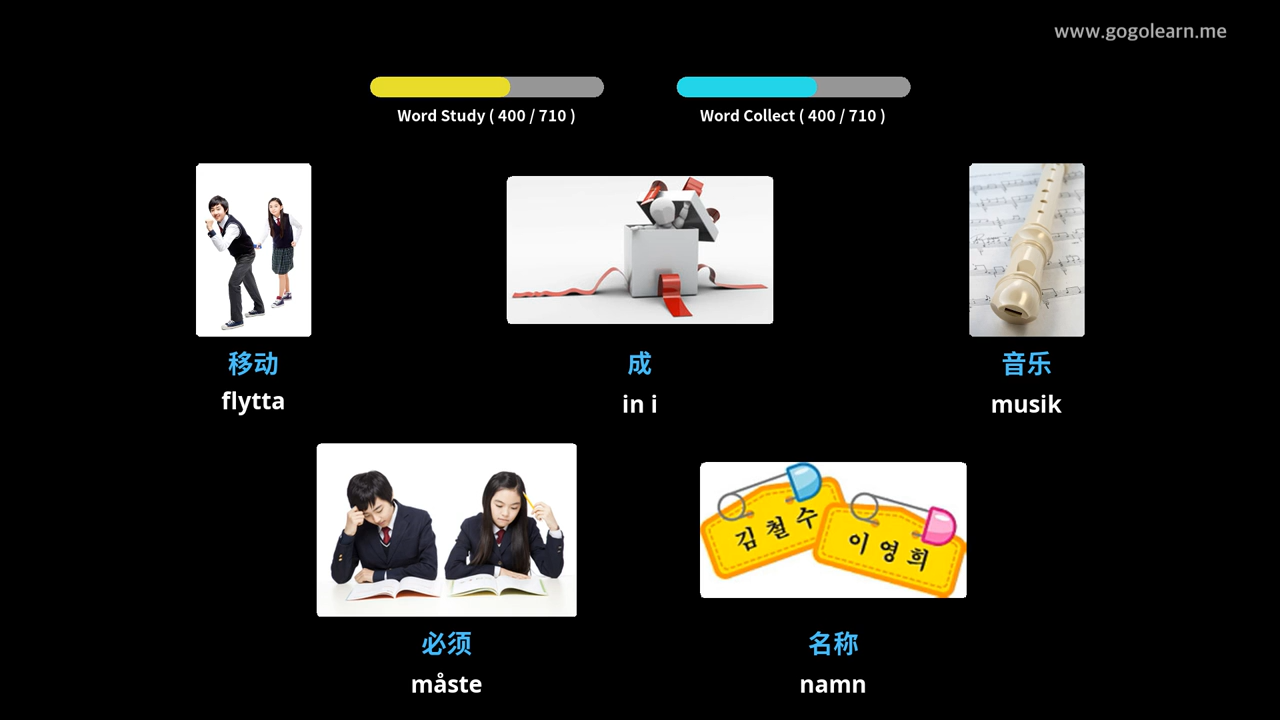 www.gogolearn.me
Word Study ( 400 / 710 )
Word Collect ( 400 / 710 )
移动
flytta
成
in i
音乐
musik
김철수
이영희
必须
måste
名称
namn